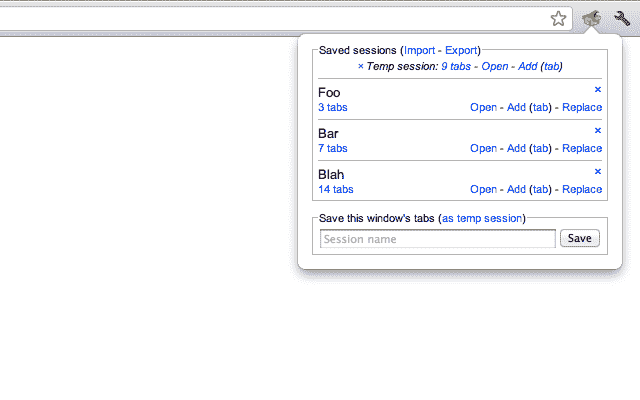 Saved sessions (Import - Export)
× Temp session: 9 tabs - Open - Add (tab)
Foo ×
3 tabs Open - Add (tab) - Replace
Bar ×
7 tabs Open - Add (tab) - Replace
Blah ×
14 tabs Open - Add (tab) - Replace
Save this window's tabs (as temp session)
Session name Save